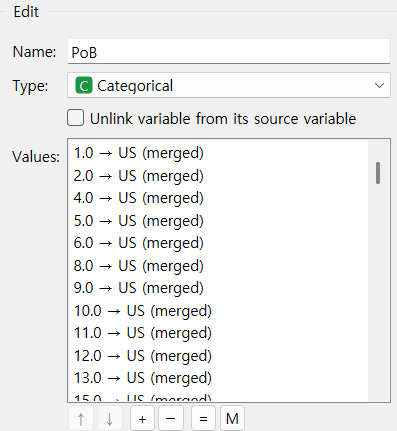 Edit
Name: PoB
Type: C Categorical
Unlink variable from its source variable
Values:
1.0 → US (merged)
2.0 → US (merged)
4.0 → US (merged)
5.0 → US (merged)
6.0 → US (merged)
8.0 → US (merged)
9.0 → US (merged)
10.0 → US (merged)
11.0 → US (merged)
12.0 → US (merged)
13.0 → US (merged)
15.0 → US (merged)
↑ ↓ + − = M